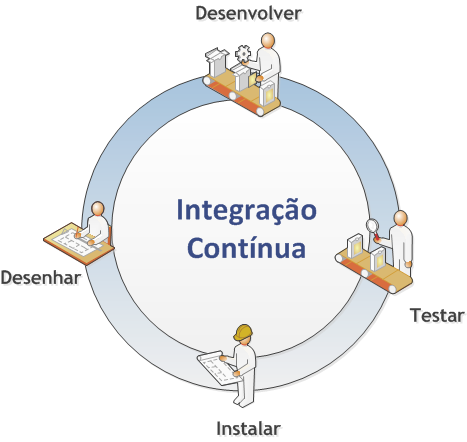 Desenvolver
Integração
Contínua
Desenhar
Testar
Instalar